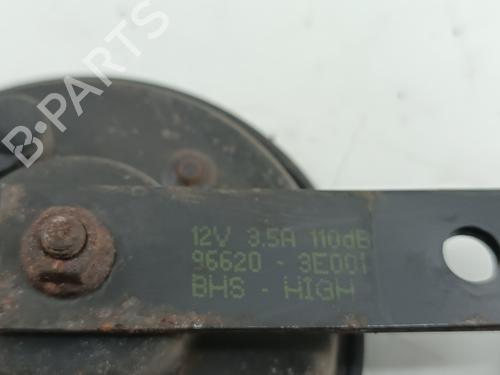 12V 3.5A 110dB
96620 - 3E001
BHS - HIGH
B-PARTS